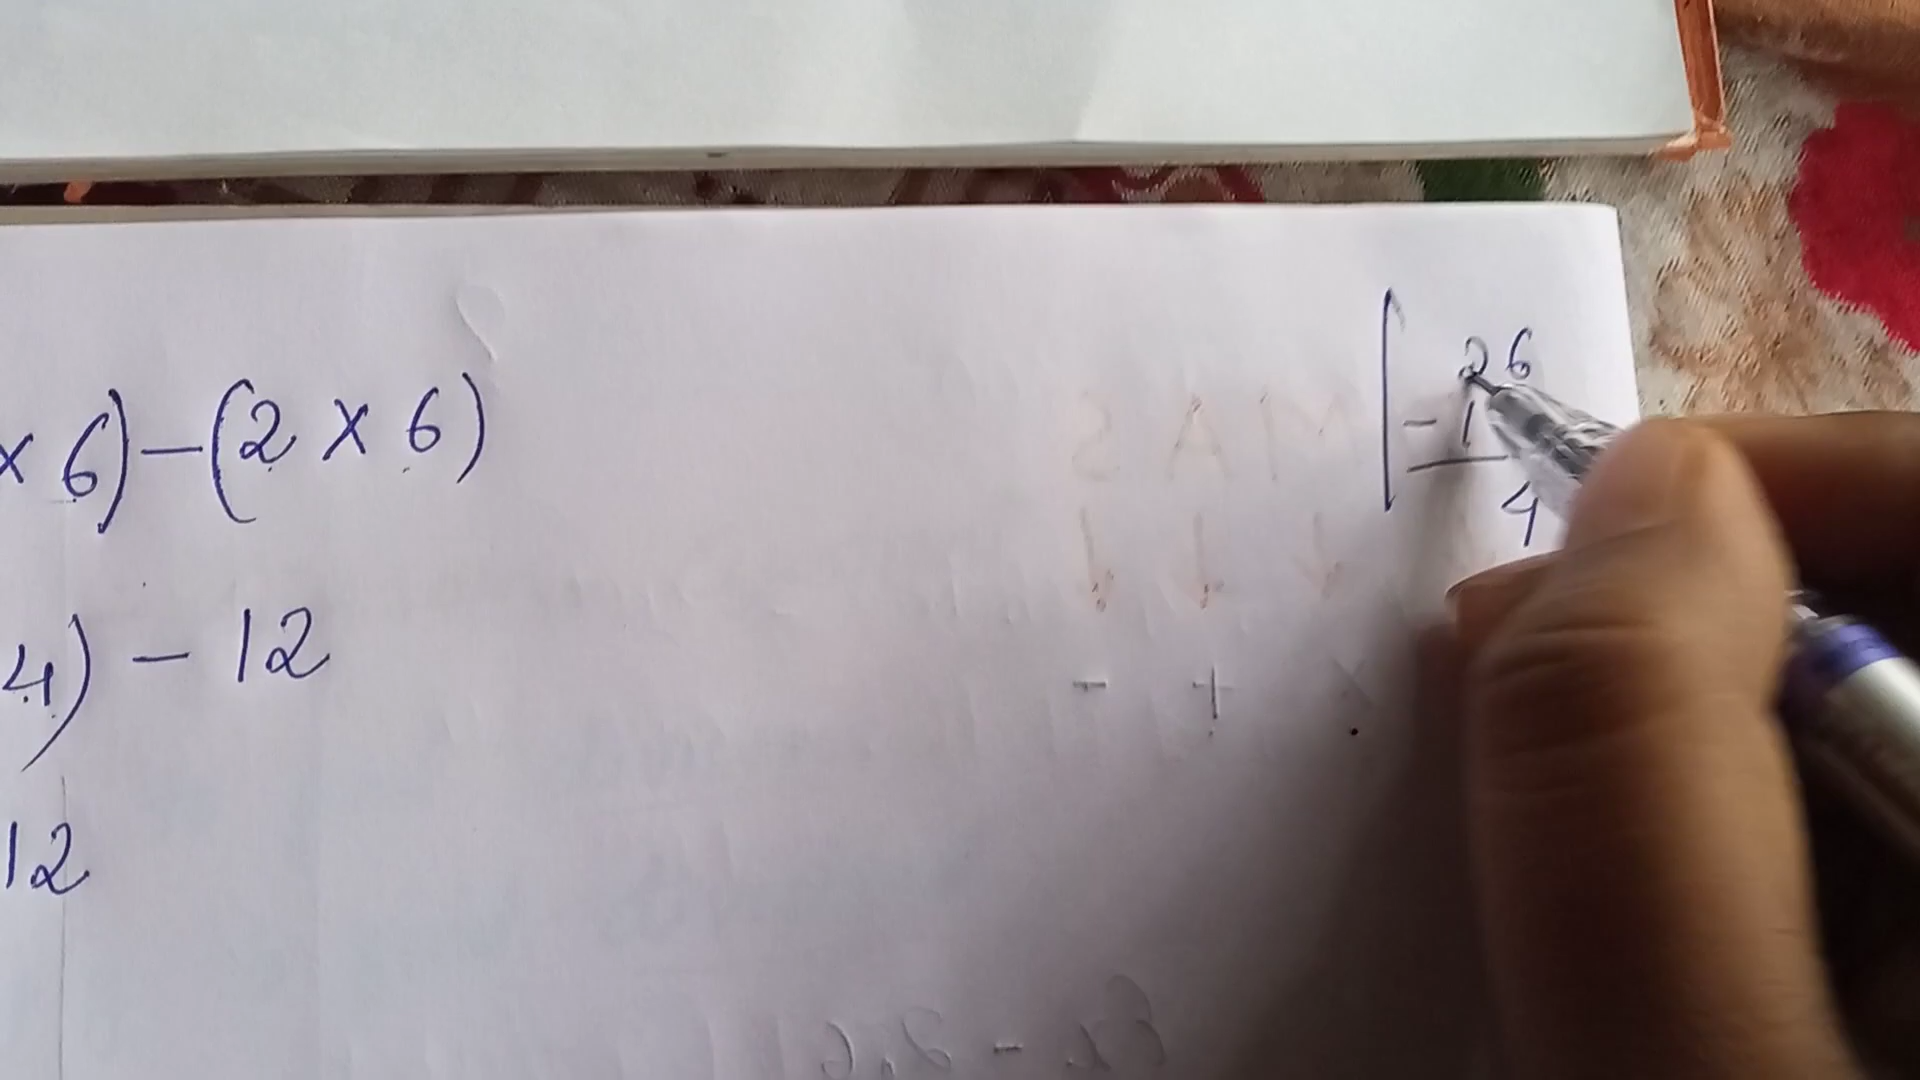 × 6) – (2 × 6)
4) – 12
12
26
- 1
4